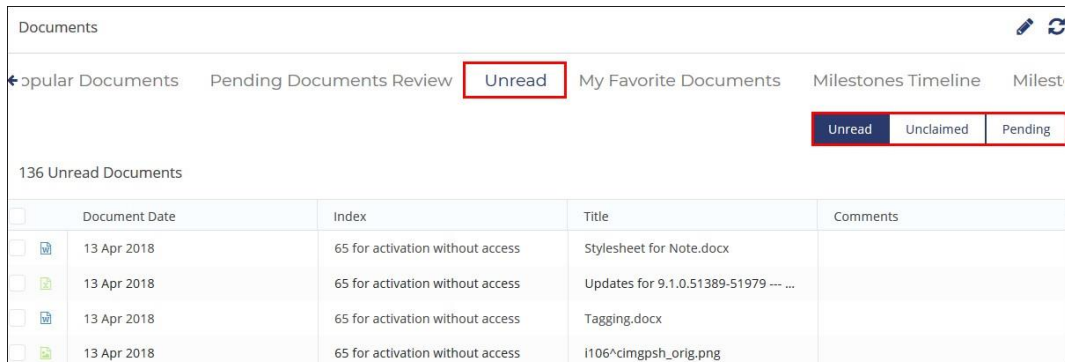 Documents
opular Documents Pending Documents Review Unread My Favorite Documents Milestones Timeline Milest
Unread Unclaimed Pending
136 Unread Documents
Document Date Index Title Comments
13 Apr 2018 65 for activation without access Stylesheet for Note.docx
13 Apr 2018 65 for activation without access Updates for 9.1.0.51389-51979 --- ...
13 Apr 2018 65 for activation without access Tagging.docx
13 Apr 2018 65 for activation without access i106^cimgpsh_orig.png